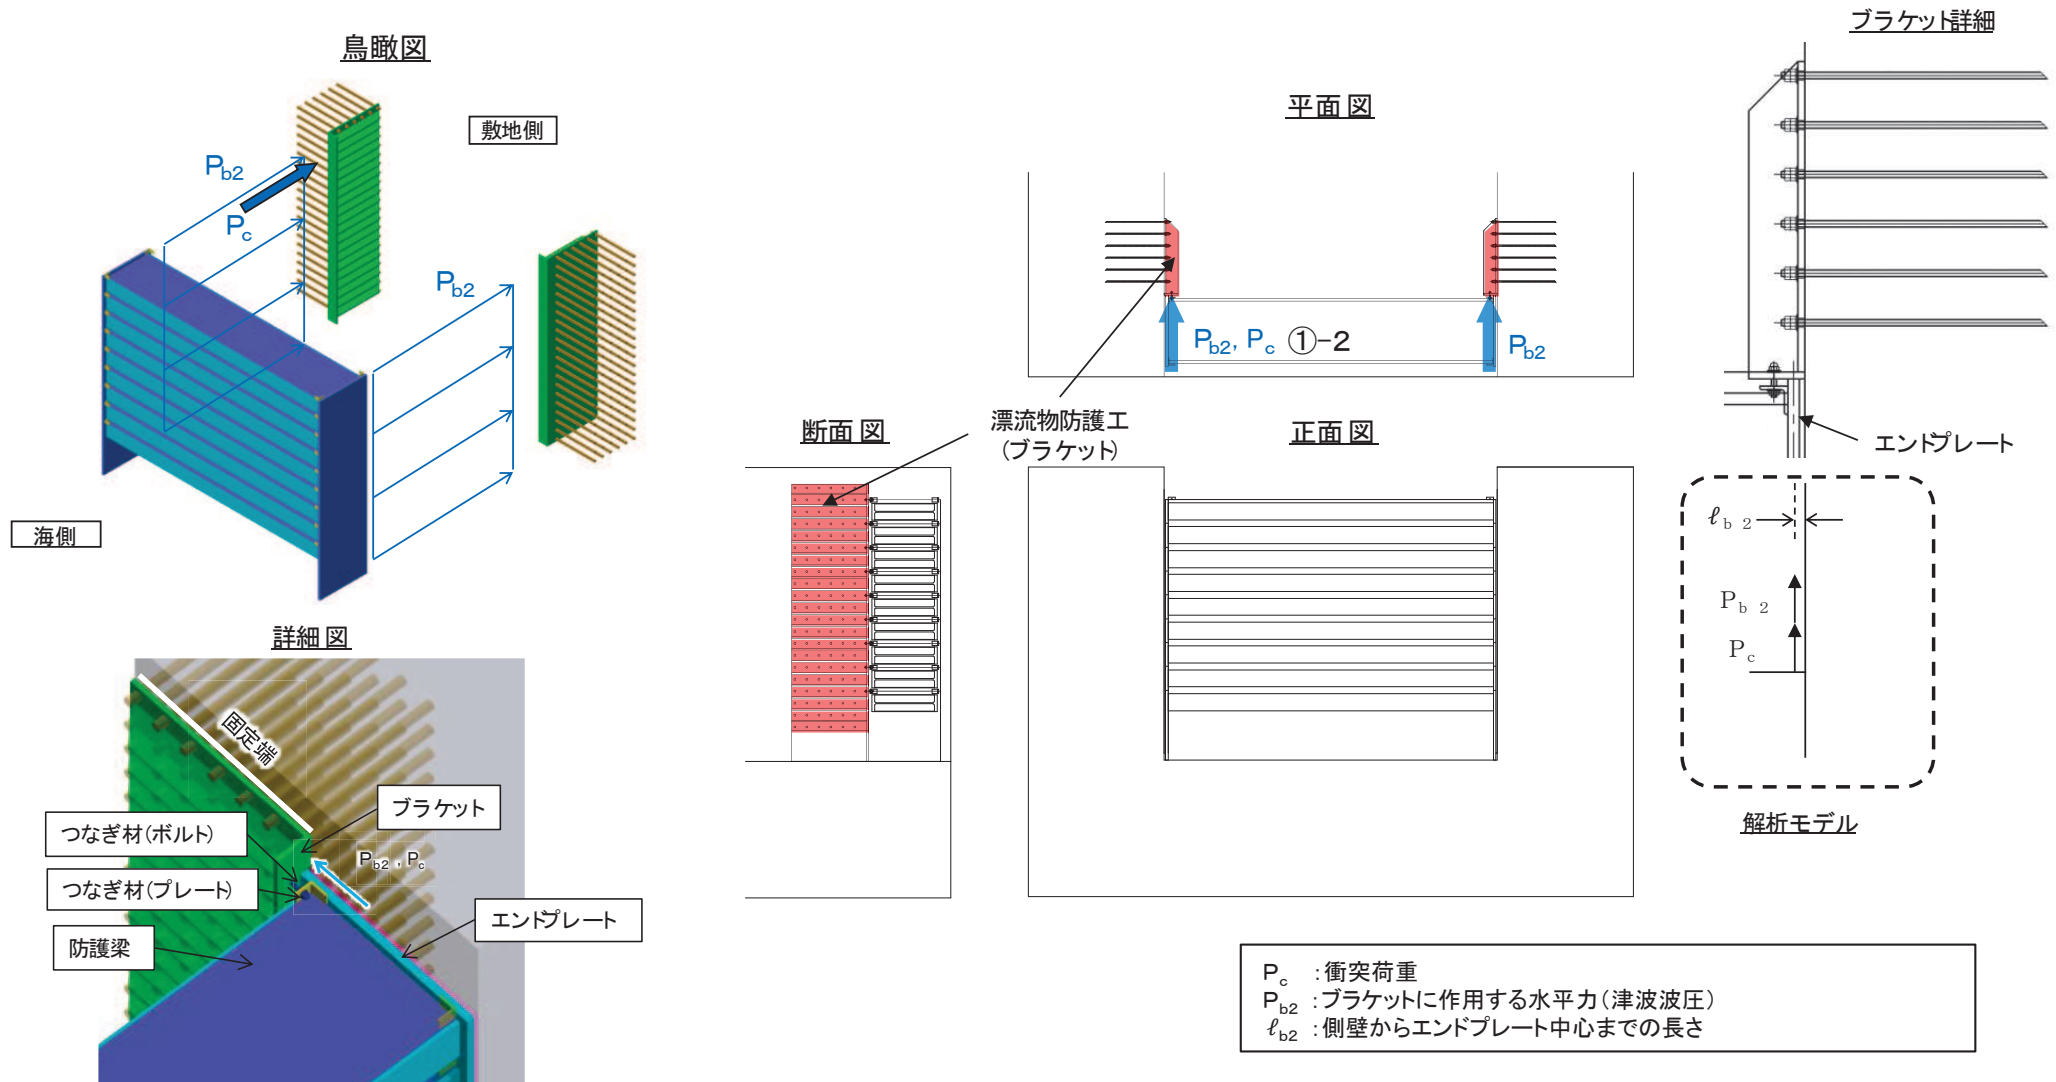 鳥瞰図
敷地側
Pb2
Pc
Pb2
海側
詳細図
固定端
ブラケット
つなぎ材(ボルト)
Pb2 , Pc
つなぎ材(プレート)
エンドプレート
防護梁
平面図
Pb2, Pc ①-2
Pb2
漂流物防護工
(ブラケット)
断面図
正面図
ブラケット詳細
エンドプレート
ℓb2
Pb2
Pc
解析モデル
Pc :衝突荷重
Pb2 :ブラケットに作用する水平力(津波波圧)
ℓb2 :側壁からエンドプレート中心までの長さ